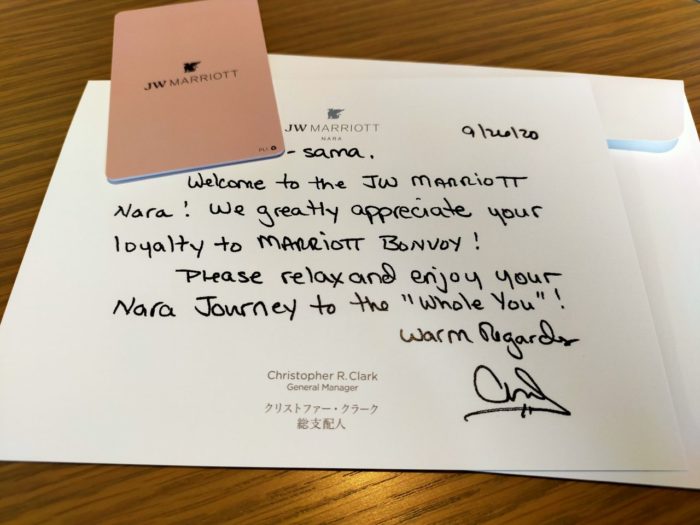 JW MARRIOTT
PLI
JW MARRIOTT
NARA
9/26/20
- sama.
Welcome to the JW MARRIOTT
Nara! We greatly appreciate your
loyalty to MARRIOTT BONVOY!
Please relax and enjoy your
Nara Journey to the "Whole You"!
Warm Regards
Christopher R. Clark
General Manager
クリストファー・クラーク
総支配人